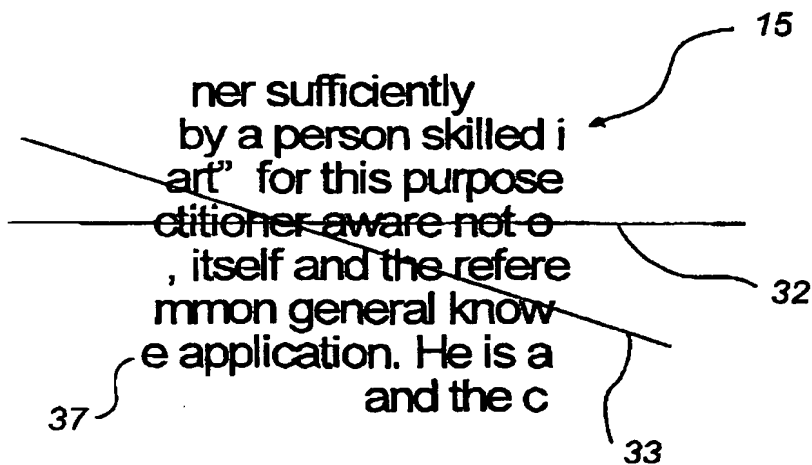 15
ner sufficiently
by a person skilled i
art” for this purpose
ctitioner aware not o
, itself and the refere
32
mmon general know
e application. He is a
37
and the c
33